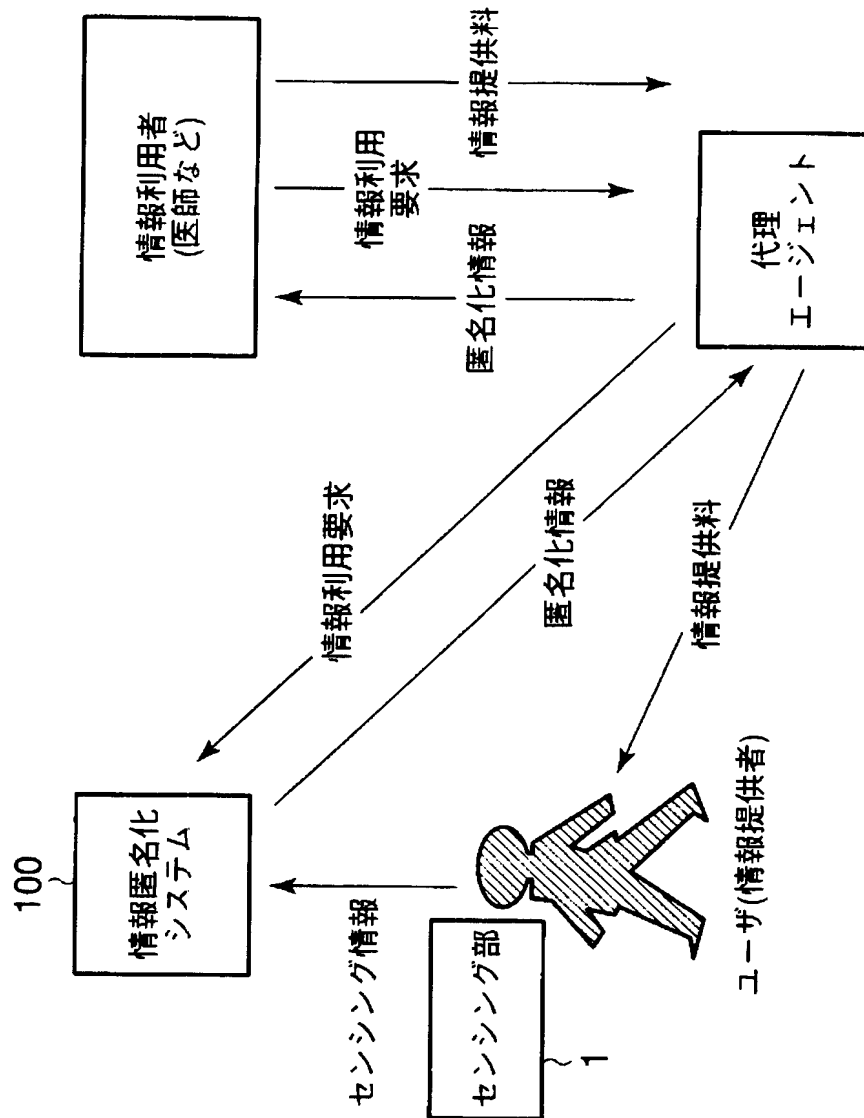 100
情報匿名化
システム
センシング情報
センシング部
1
ユーザ(情報提供者)
情報利用要求
匿名化情報
情報提供料
情報利用者
(医師など)
匿名化情報
情報利用
要求
情報提供料
代理
エージェント